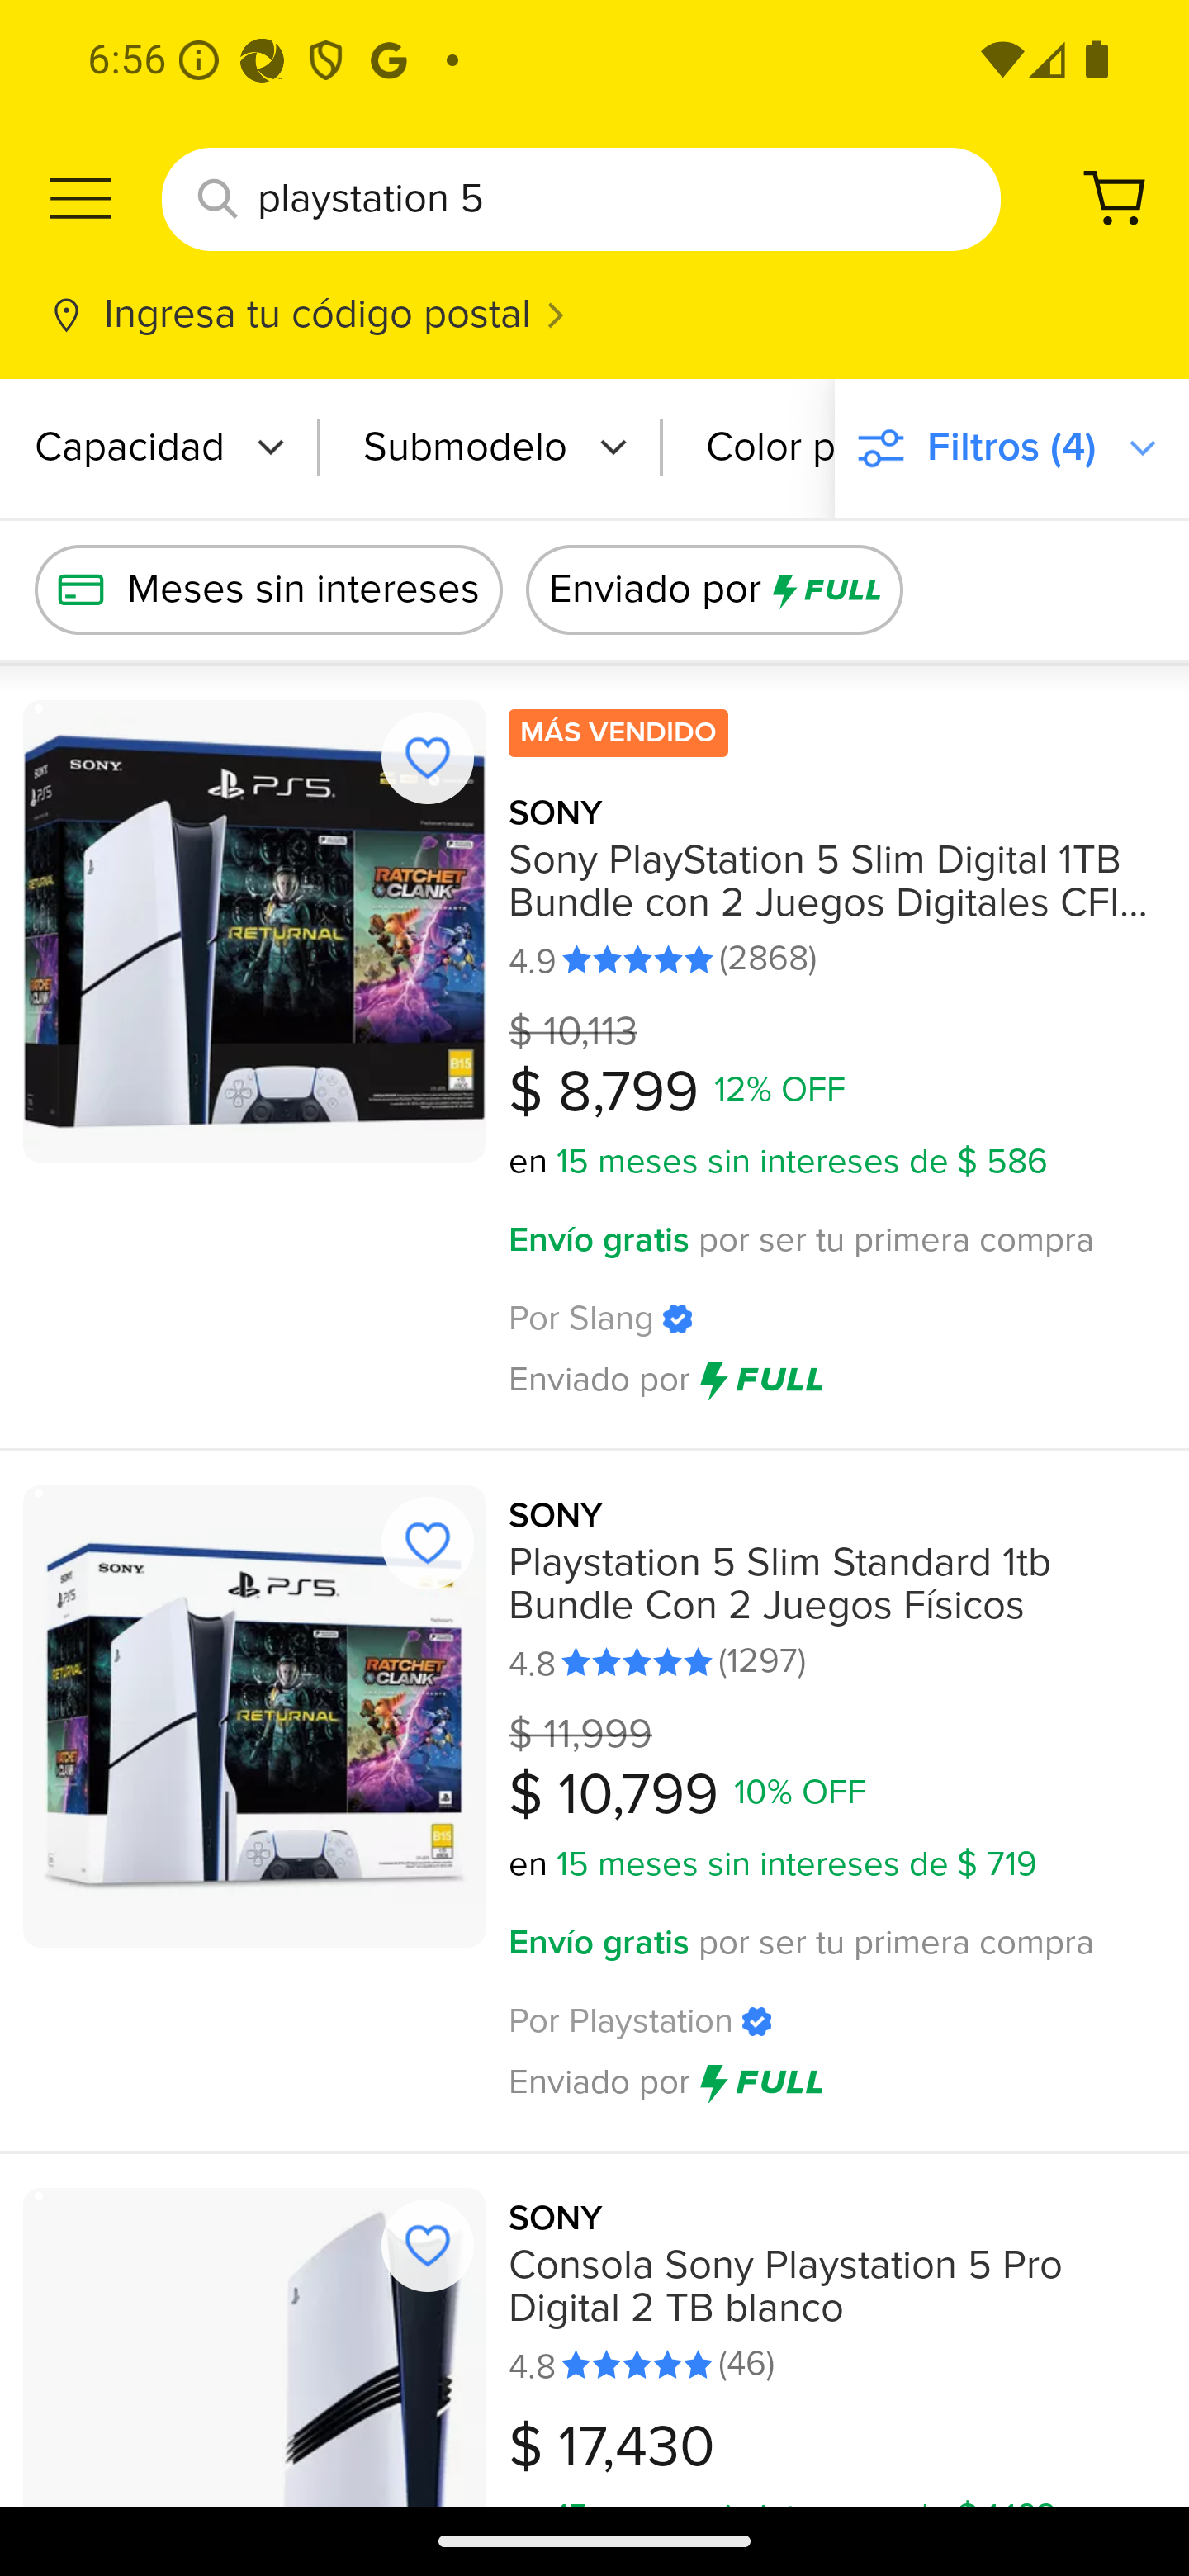 6:56
playstation 5
Ingresa tu código postal
Capacidad
Submodelo
Color p
Filtros (4)
Meses sin intereses
Enviado por FULL
SONY
PS5
RETURNAL
RATCHET CLANK
B15
MÁS VENDIDO
SONY
Sony PlayStation 5 Slim Digital 1TB
Bundle con 2 Juegos Digitales CFI...
4.9 (2868)
$ 10,113
$ 8,799 12% OFF
en 15 meses sin intereses de $ 586
Envío gratis por ser tu primera compra
Por Slang
Enviado por FULL
SONY
PS5
RETURNAL
RATCHET CLANK
B15
SONY
Playstation 5 Slim Standard 1tb
Bundle Con 2 Juegos Físicos
4.8 (1297)
$ 11,999
$ 10,799 10% OFF
en 15 meses sin intereses de $ 719
Envío gratis por ser tu primera compra
Por Playstation
Enviado por FULL
SONY
Consola Sony Playstation 5 Pro
Digital 2 TB blanco
4.8 (46)
$ 17,430